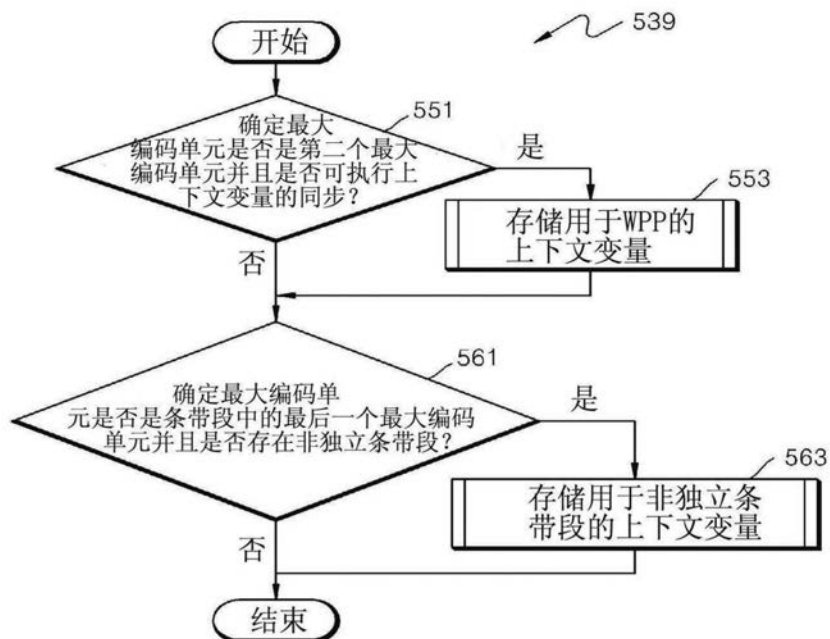 539
开始
551
确定最大
编码单元是否是第二个最大
编码单元并且是否可执行上
下文变量的同步？
是
553
存储用于WPP的
上下文变量
否
561
确定最大编码单
元是否是条带段中的最后一个最大编码
单元并且是否存在非独立条带段？
是
563
存储用于非独立条
带段的上下文变量
否
结束